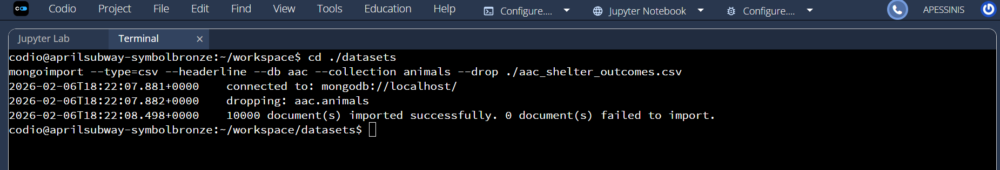 Codio Project File Edit Find View Tools Education Help Configure.... Jupyter Notebook Configure.... APESSINIS
Jupyter Lab Terminal ×
codio@aprilsubway-symbolbronze:~/workspace$ cd ./datasets
mongoimport --type=csv --headerline --db aac --collection animals --drop ./aac_shelter_outcomes.csv
2026-02-06T18:22:07.881+0000    connected to: mongodb://localhost/
2026-02-06T18:22:07.882+0000    dropping: aac.animals
2026-02-06T18:22:08.498+0000    10000 document(s) imported successfully. 0 document(s) failed to import.
codio@aprilsubway-symbolbronze:~/workspace/datasets$